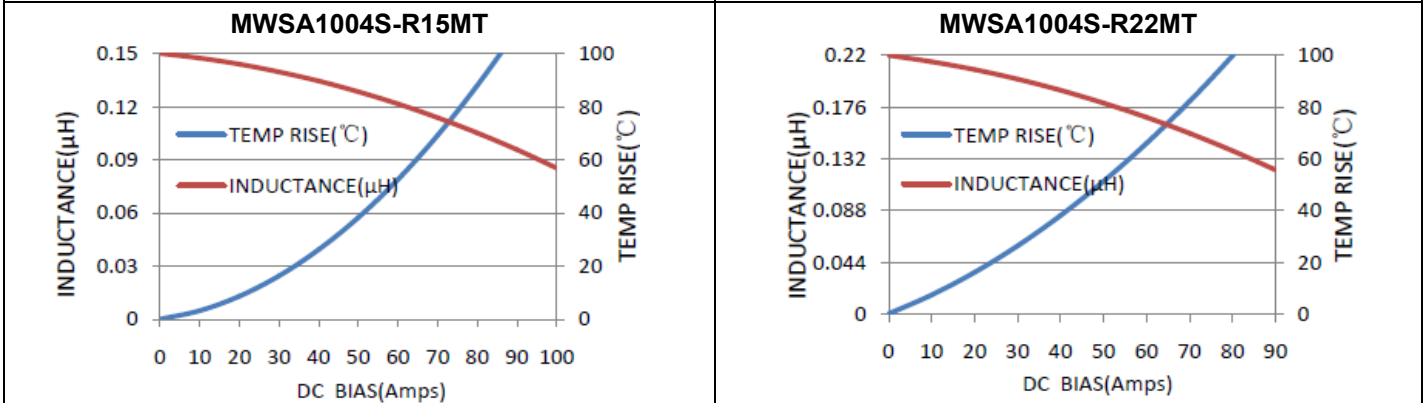 MWSA1004S-R15MT
INDUCTANCE(μH)
0.15
0.12
0.09
0.06
0.03
0
TEMP RISE(℃)
INDUCTANCE(μH)
100
80
60
40
20
0
TEMP RISE(℃)
0 10 20 30 40 50 60 70 80 90 100
DC BIAS(Amps)
MWSA1004S-R22MT
INDUCTANCE(μH)
0.22
0.176
0.132
0.088
0.044
0
TEMP RISE(℃)
INDUCTANCE(μH)
100
80
60
40
20
0
TEMP RISE(℃)
0 10 20 30 40 50 60 70 80 90
DC BIAS(Amps)